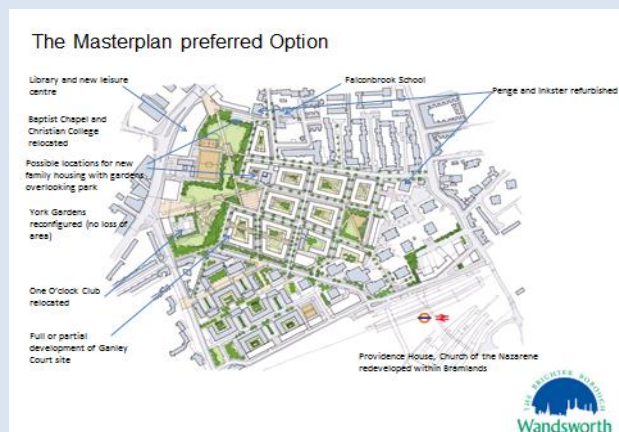 The Masterplan preferred Option
Library and new leisure
centre
Falconbrook School
Penge and Inkster refurbished
Baptist Chapel and
Christian College
relocated
Possible locations for new
family housing with gardens
overlooking park
York Gardens
reconfigured (no loss of
area)
One O'clock Club
relocated
Full or partial
development of Ganley
Court site
Providence House, Church of the Nazarene
redeveloped within Bramlands
THE BRIGHTER BOROUGH
Wandsworth